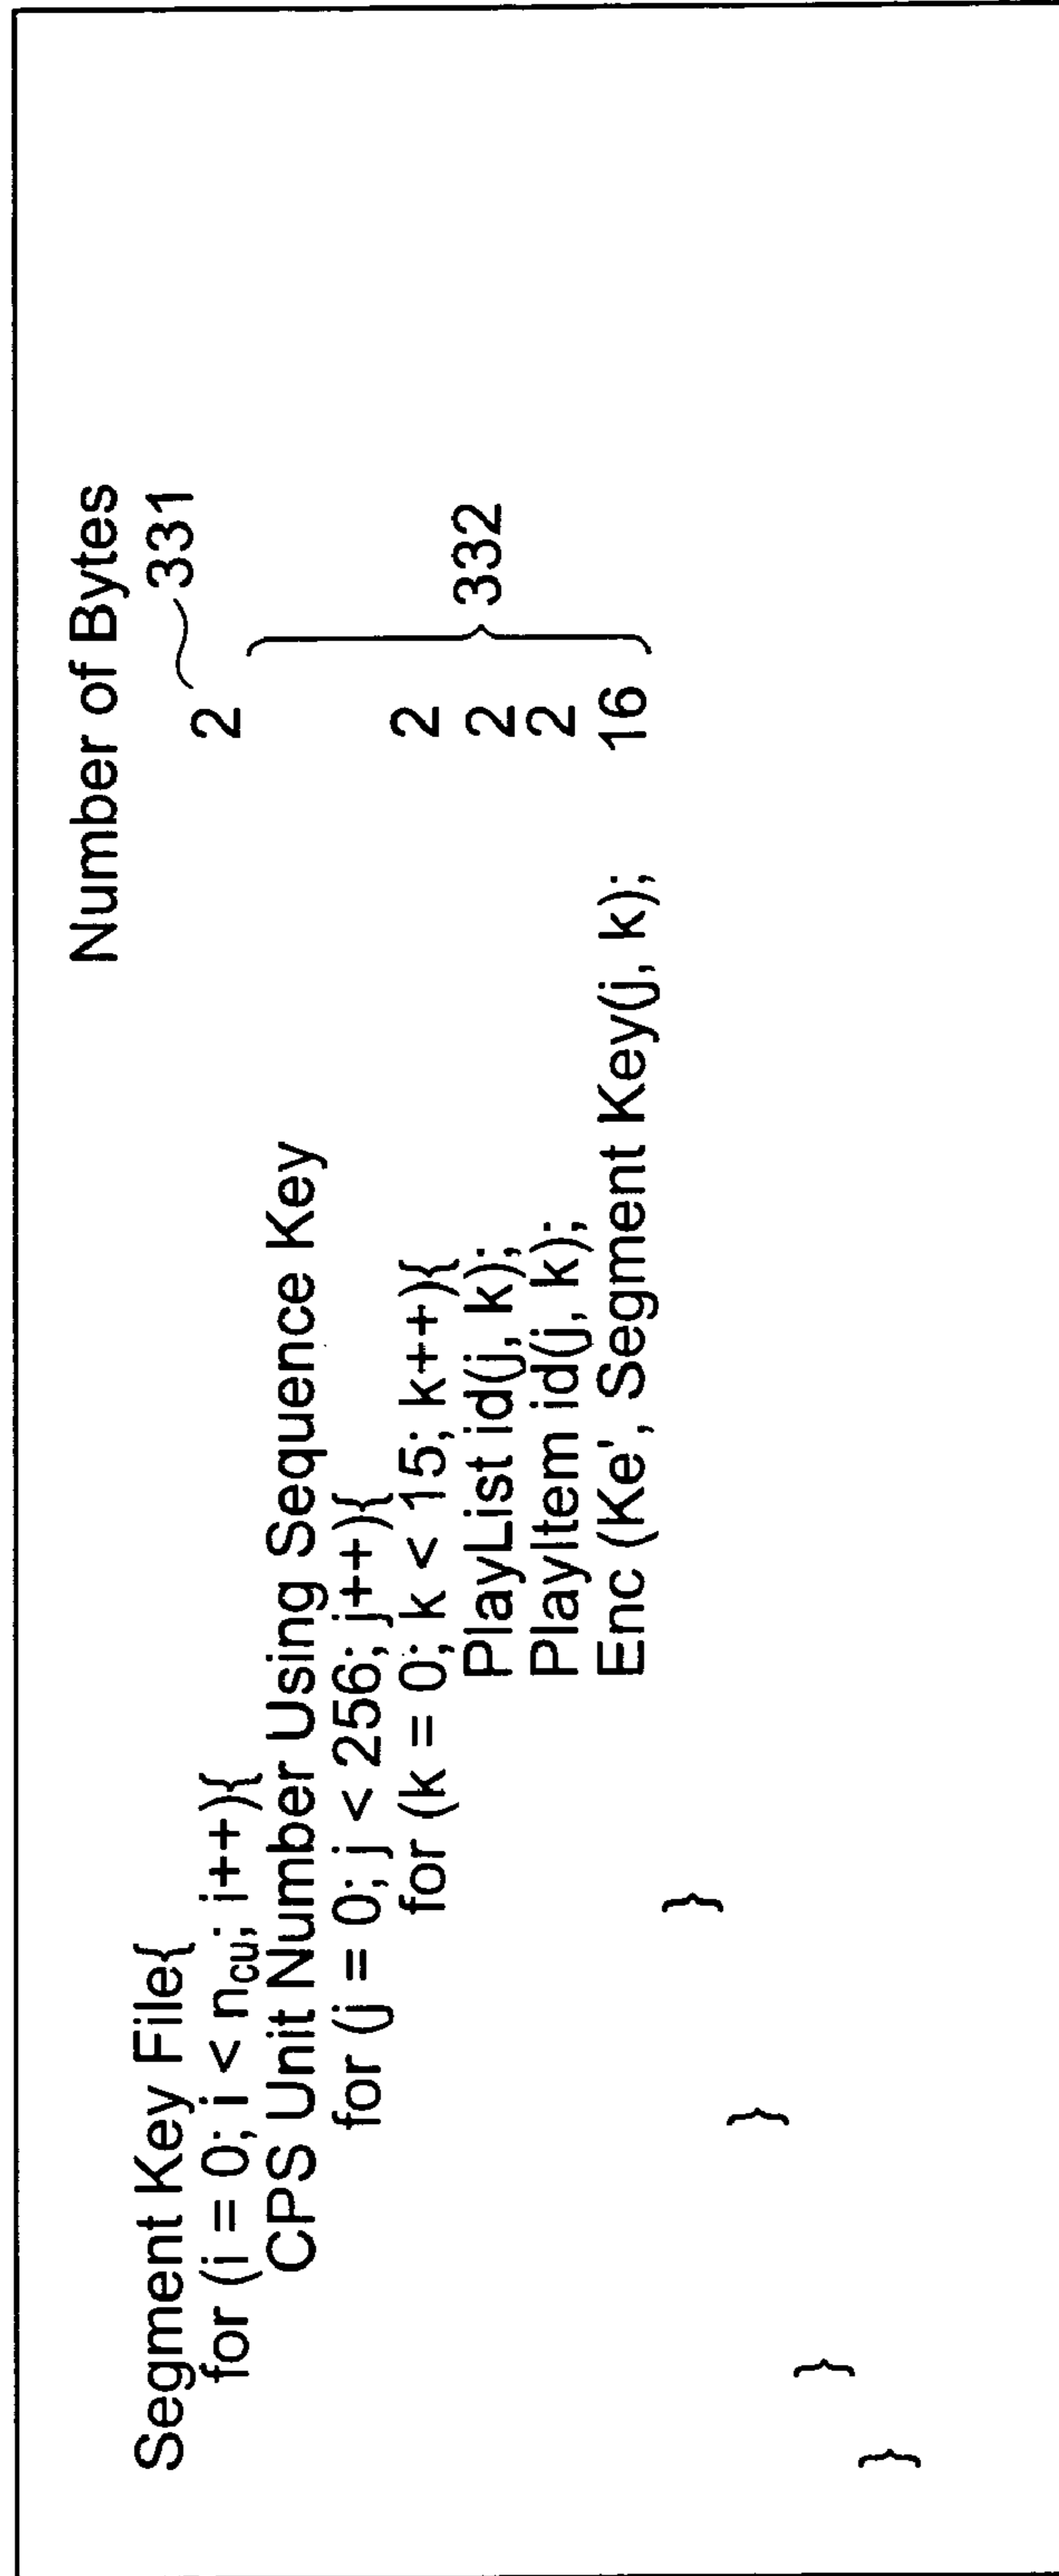 Number of Bytes
Segment Key File{
for (i = 0; i < ncu; i++){ 2 331
CPS Unit Number Using Sequence Key
for (j = 0; j < 256; j++){
for (k = 0; k < 15; k++){ 2
PlayList id(j, k); 2 332
PlayItem id(j, k); 2
Enc (Ke', Segment Key(j, k); 16
}
}
}
}